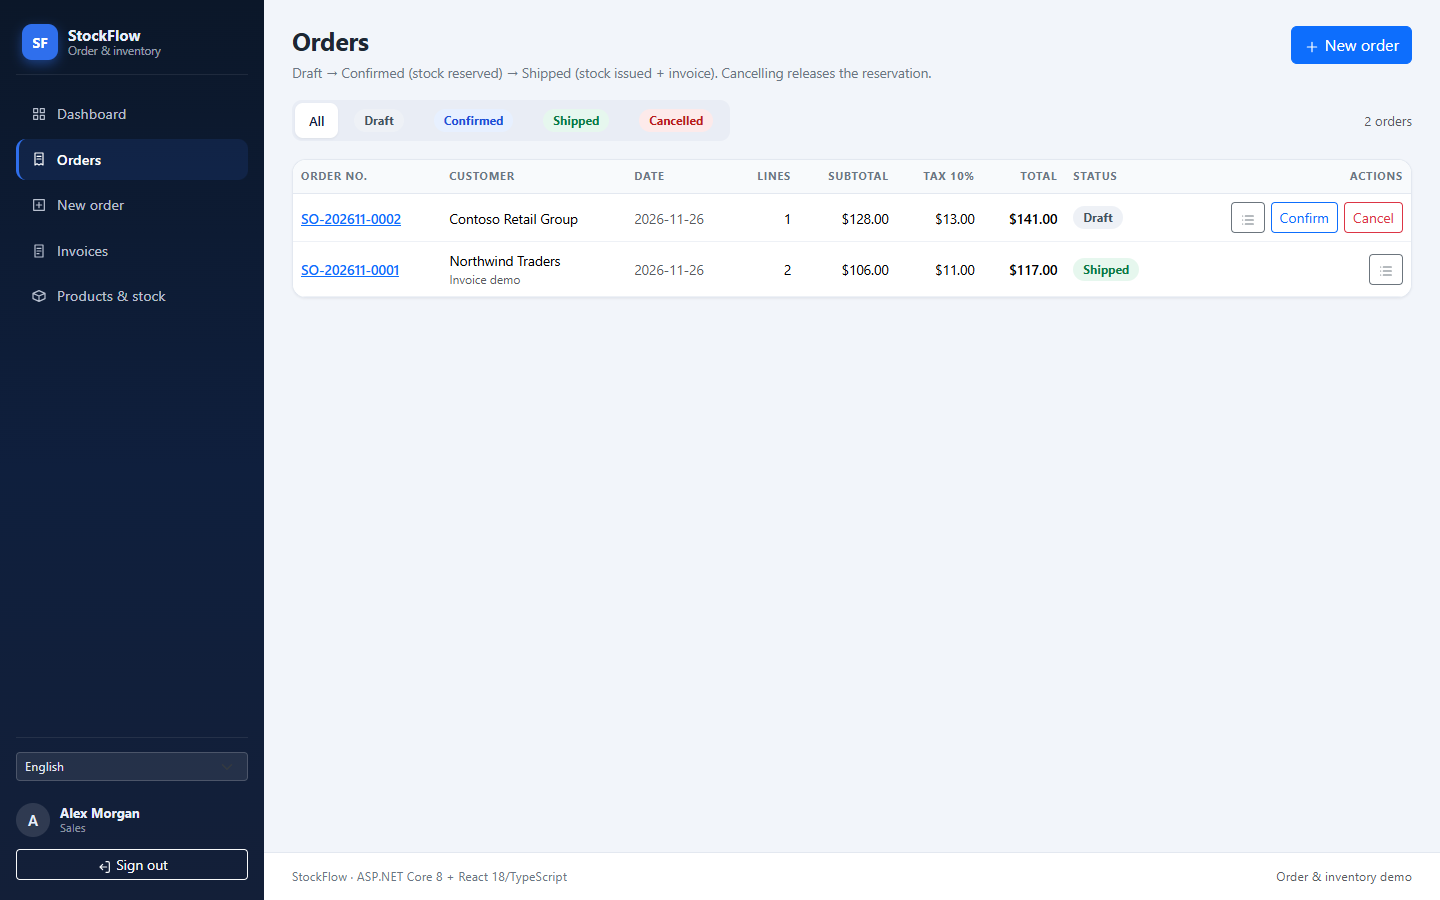 SF
StockFlow
Order & inventory
Dashboard
Orders
New order
Invoices
Products & stock
English
A
Alex Morgan
Sales
Sign out
Orders
Draft → Confirmed (stock reserved) → Shipped (stock issued + invoice). Cancelling releases the reservation.
+ New order
All Draft Confirmed Shipped Cancelled
2 orders
ORDER NO. CUSTOMER DATE LINES SUBTOTAL TAX 10% TOTAL STATUS ACTIONS
SO-202611-0002 Contoso Retail Group 2026-11-26 1 $128.00 $13.00 $141.00 Draft Confirm Cancel
SO-202611-0001 Northwind Traders 2026-11-26 2 $106.00 $11.00 $117.00 Shipped
Invoice demo
StockFlow · ASP.NET Core 8 + React 18/TypeScript
Order & inventory demo